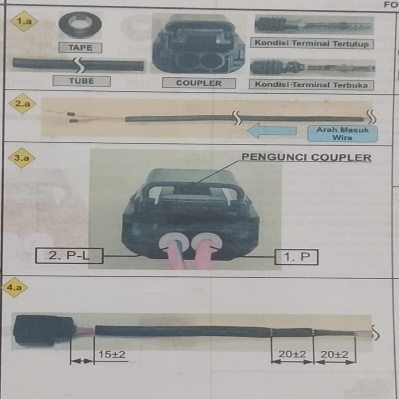 FO
1.a
TAPE
TUBE
COUPLER
Kondisi Terminal Tertutup
Kondisi Terminal Terbuka
2.a
Arah Masuk
Wire
3.a
PENGUNCI COUPLER
2. P-L
1. P
4.a
15±2
20±2
20±2